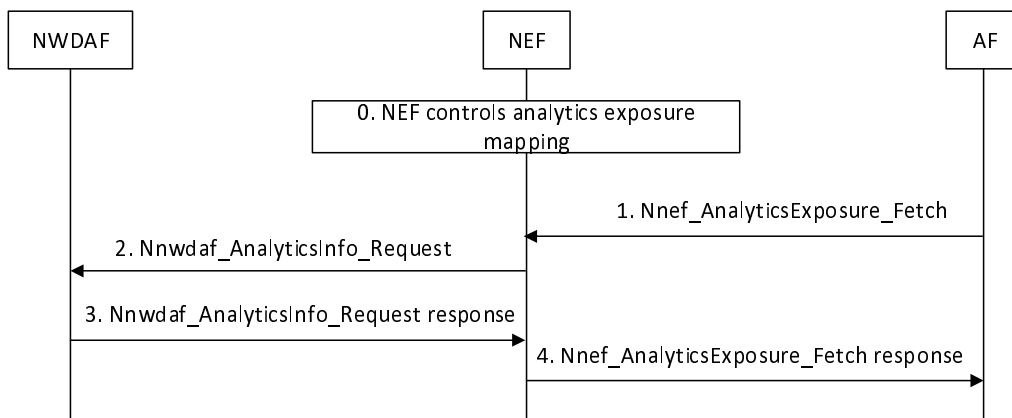 NWDAF
NEF
AF
0. NEF controls analytics exposure
mapping
1. Nnef_AnalyticsExposure_Fetch
2. Nnwdaf_AnalyticsInfo_Request
3. Nnwdaf_AnalyticsInfo_Request response
4. Nnef_AnalyticsExposure_Fetch response